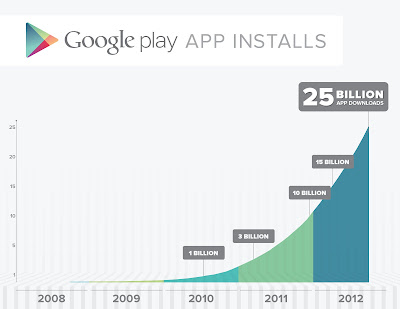 Google play APP INSTALLS
25 BILLION
APP DOWNLOADS
25
20
15 BILLION
15
10 BILLION
10
3 BILLION
5
1 BILLION
1
2008 2009 2010 2011 2012